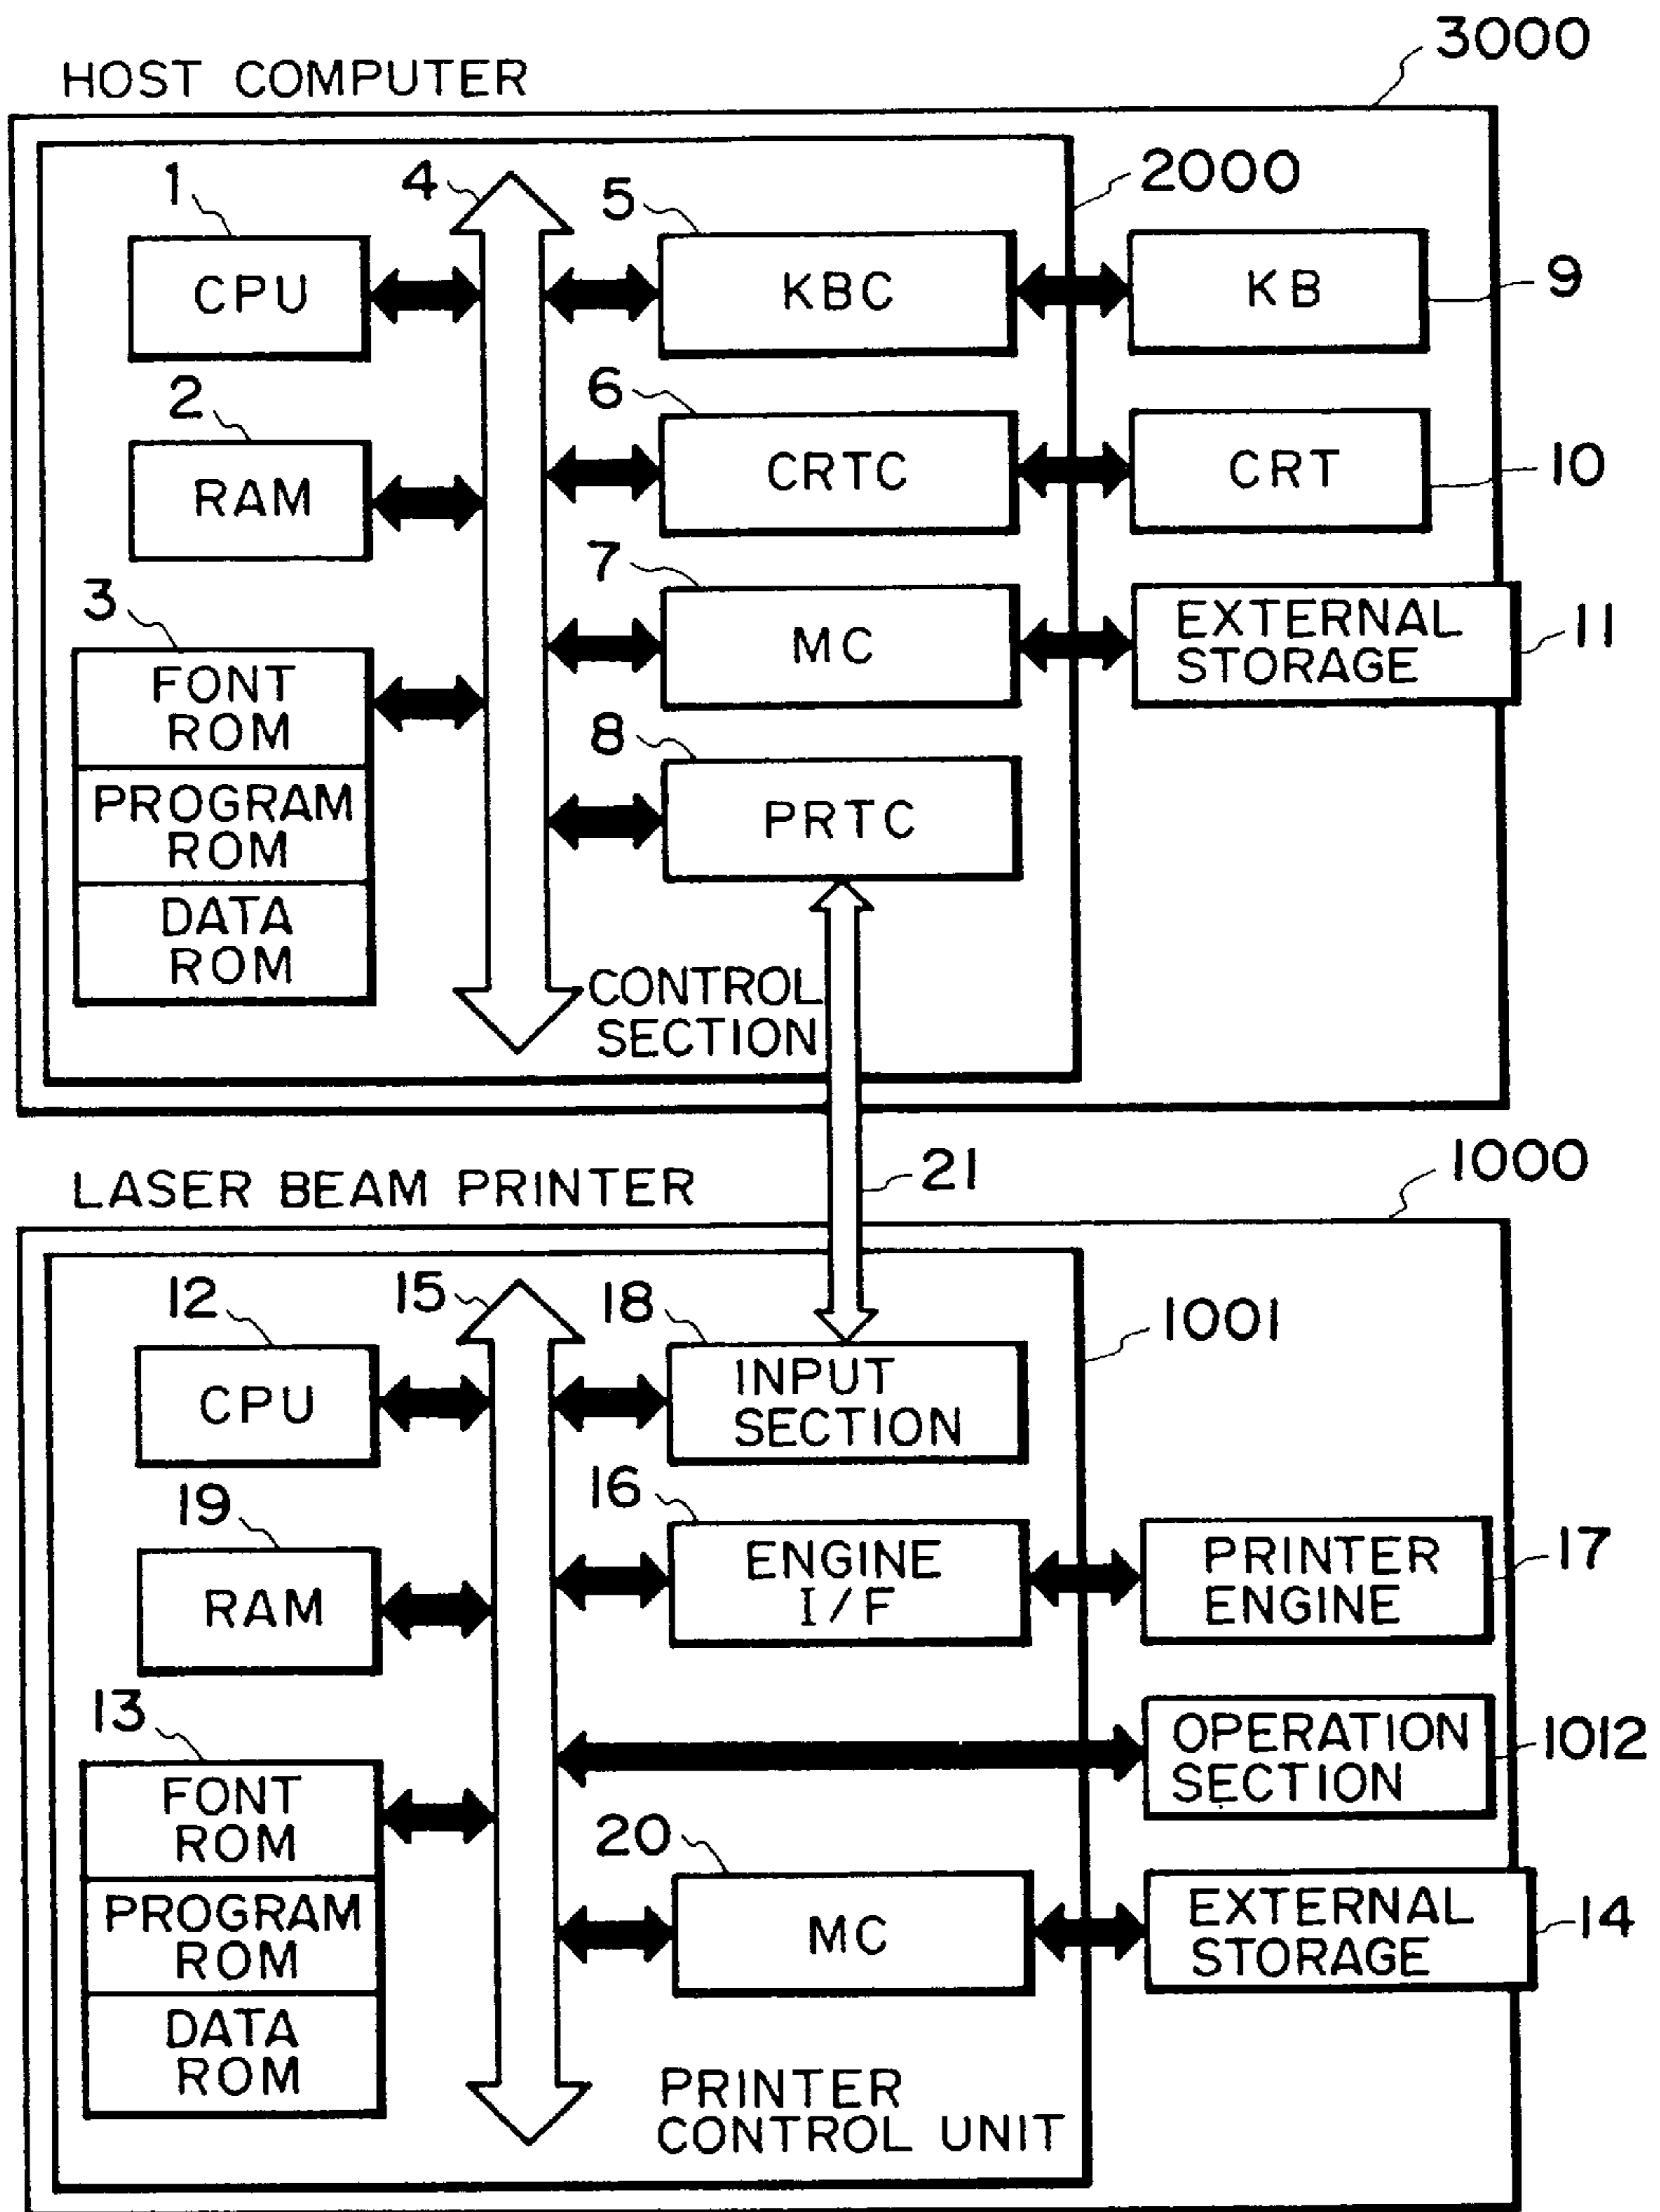 3000
HOST COMPUTER
2000
1
4
5
CPU
KBC
KB
9
2
6
RAM
CRTC
CRT
10
3
7
FONT
ROM
MC
EXTERNAL
STORAGE
11
PROGRAM
ROM
8
PRTC
DATA
ROM
CONTROL
SECTION
21
LASER BEAM PRINTER
1000
12
15
18
1001
CPU
INPUT
SECTION
19
16
RAM
ENGINE
I/F
PRINTER
ENGINE
17
13
OPERATION
SECTION
1012
FONT
ROM
20
PROGRAM
ROM
MC
EXTERNAL
STORAGE
14
DATA
ROM
PRINTER
CONTROL UNIT